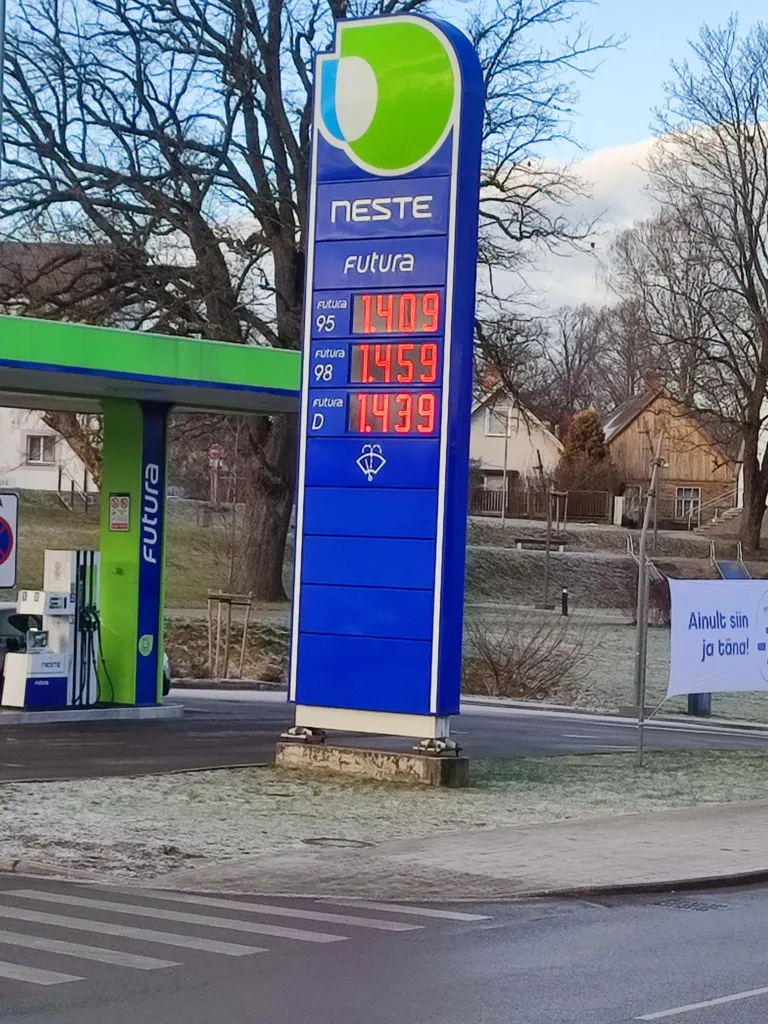 NESTE
Futura
Futura 95 1.409
Futura 98 1.459
Futura D 1.439
Futura
NESTE
Futura
Ainult siin
ja täna!